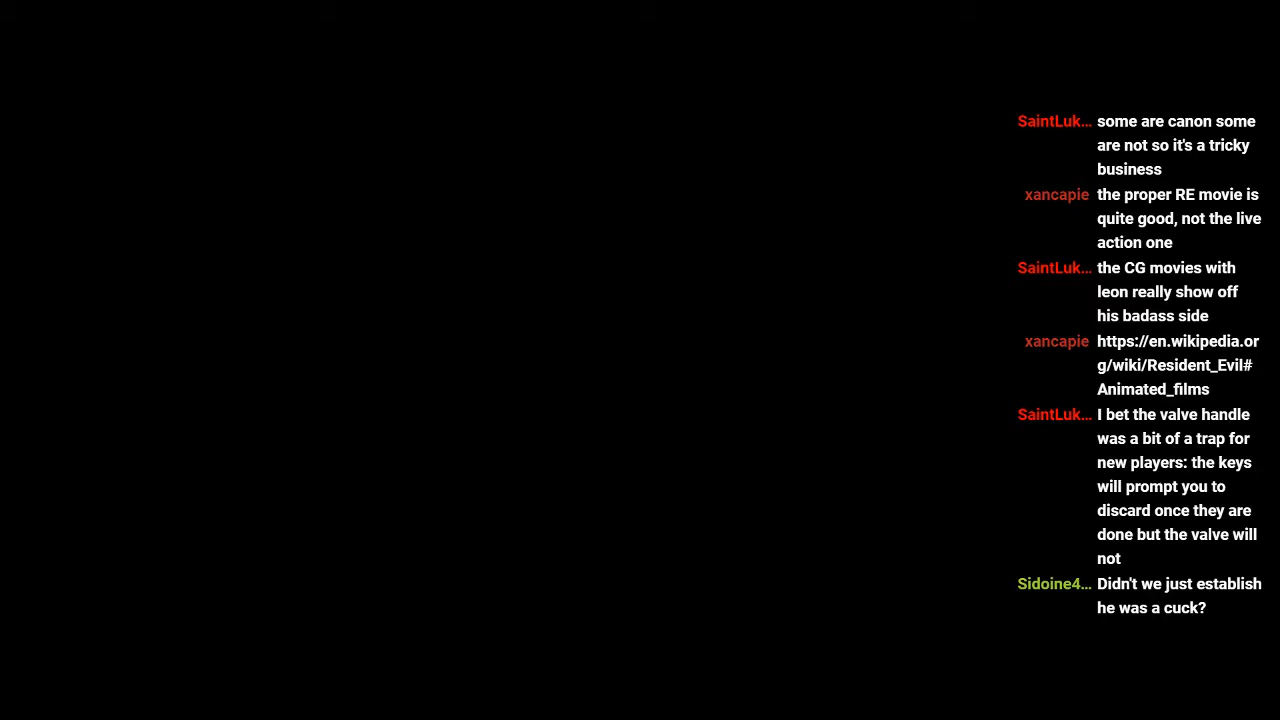 SaintLuk... some are canon some
are not so it's a tricky
business
xancapie the proper RE movie is
quite good, not the live
action one
SaintLuk... the CG movies with
leon really show off
his badass side
xancapie https://en.wikipedia.or
g/wiki/Resident_Evil#
Animated_films
SaintLuk... I bet the valve handle
was a bit of a trap for
new players: the keys
will prompt you to
discard once they are
done but the valve will
not
Sidoine4... Didn't we just establish
he was a cuck?